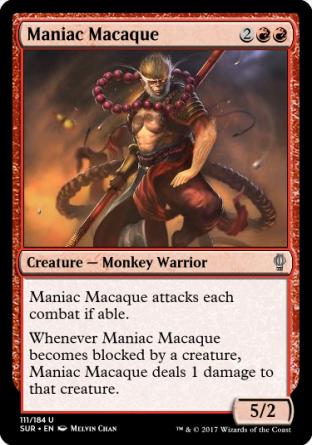 Maniac Macaque 2
Creature — Monkey Warrior
Maniac Macaque attacks each
combat if able.
Whenever Maniac Macaque
becomes blocked by a creature,
Maniac Macaque deals 1 damage to
that creature.
5/2
111/184 U
SUR • EN Melvin Chan ™ & © 2017 Wizards of the Coast